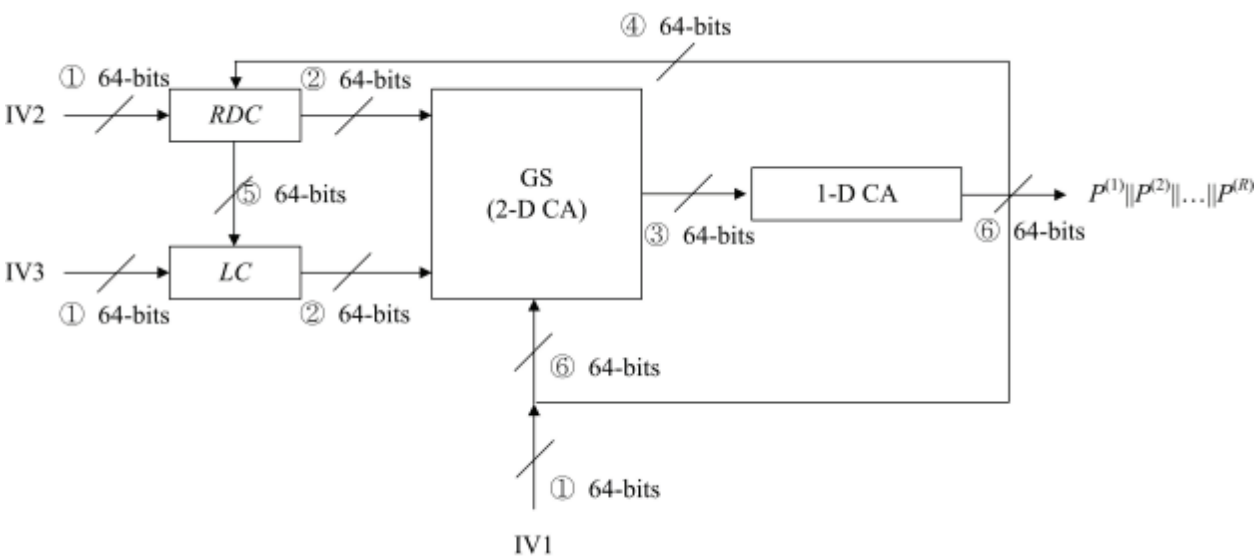 ④ 64-bits
① 64-bits
② 64-bits
IV2
RDC
GS
(2-D CA)
1-D CA
P^(1)||P^(2)||…||P^(R)
⑤ 64-bits
③ 64-bits
⑥ 64-bits
IV3
LC
① 64-bits
② 64-bits
⑥ 64-bits
① 64-bits
IV1